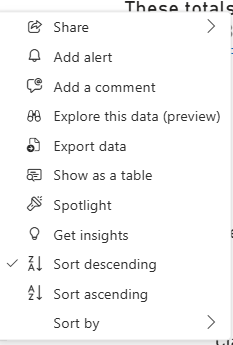 These totals
Share
Add alert
Add a comment
Explore this data (preview)
Export data
Show as a table
Spotlight
Get insights
Sort descending
Sort ascending
Sort by